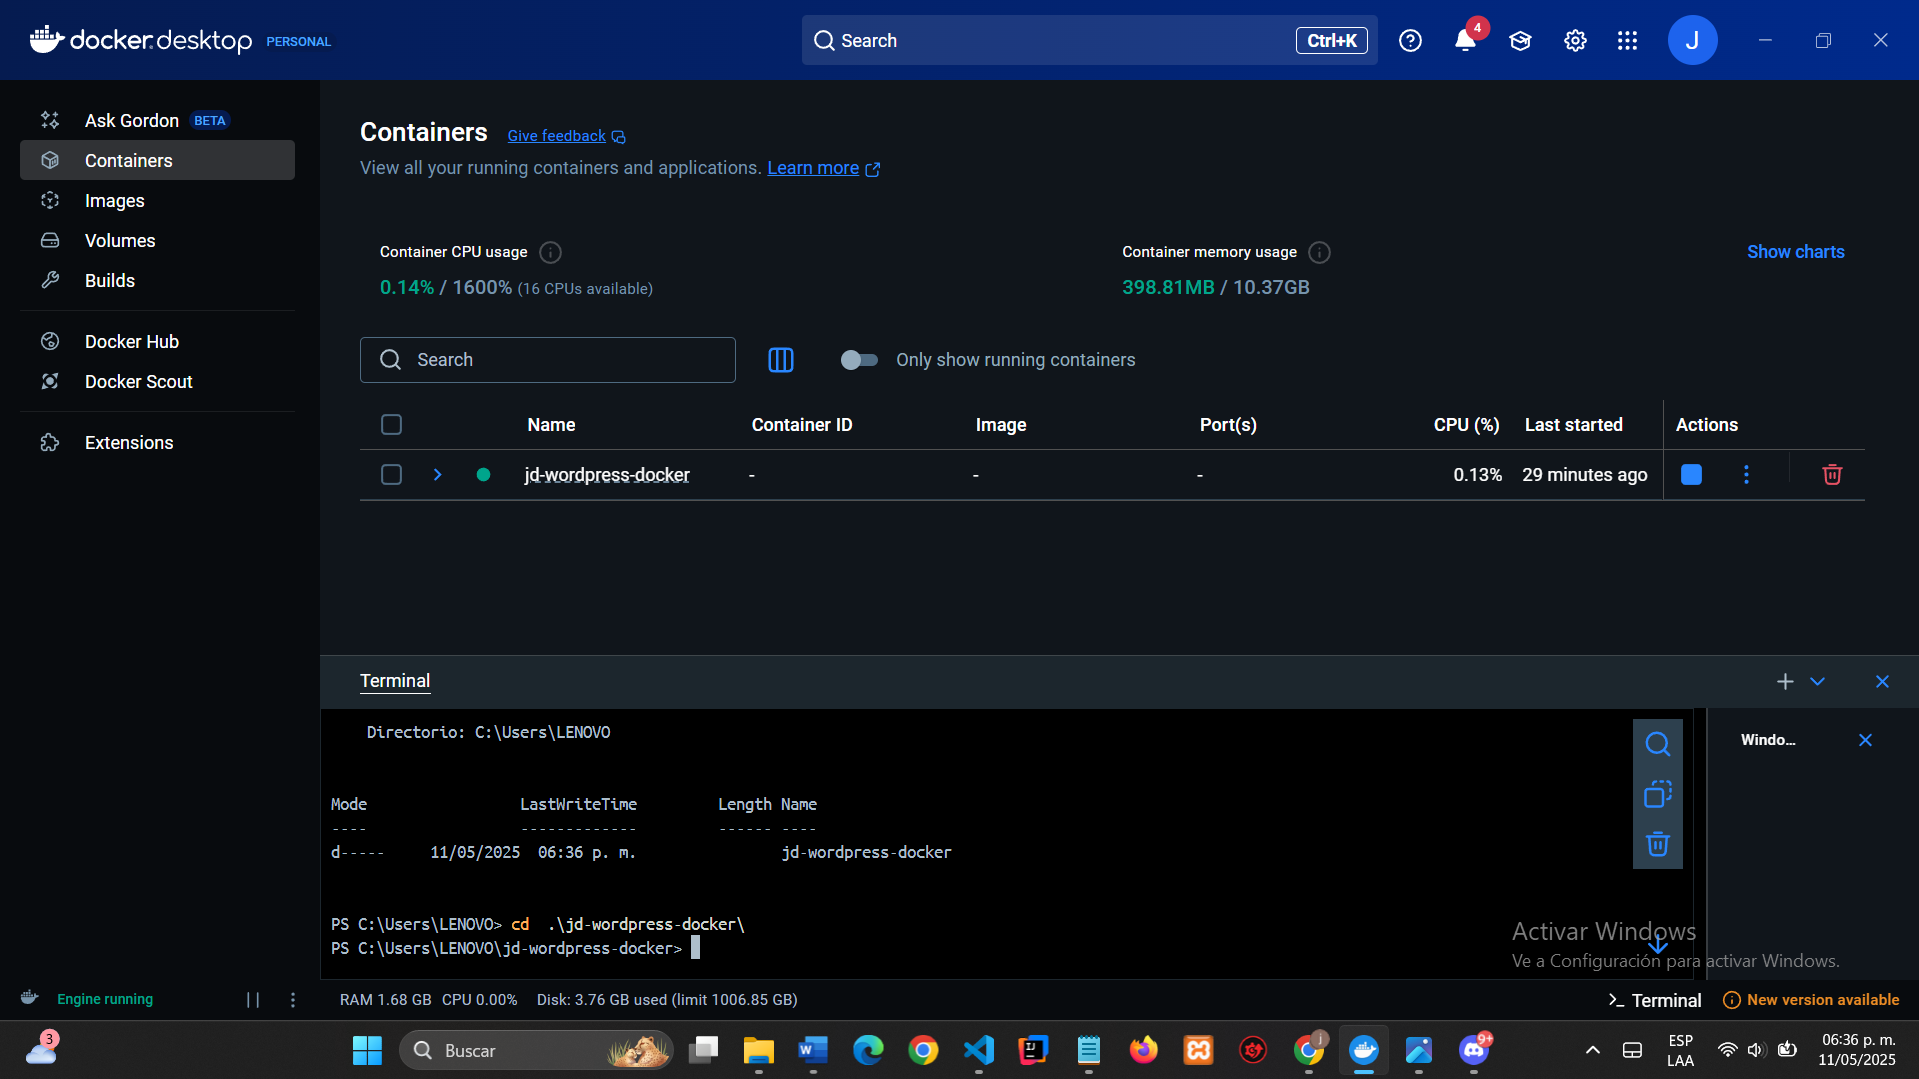 docker.desktop PERSONAL
Search Ctrl+K
4
J
Ask Gordon BETA
Containers
Images
Volumes
Builds
Docker Hub
Docker Scout
Extensions
Containers Give feedback
View all your running containers and applications. Learn more
Container CPU usage
0.14% / 1600% (16 CPUs available)
Container memory usage
398.81MB / 10.37GB
Show charts
Search
Only show running containers
Name Container ID Image Port(s) CPU (%) Last started Actions
jd-wordpress-docker - - - 0.13% 29 minutes ago
Terminal
Directorio: C:\Users\LENOVO
Mode LastWriteTime Length Name
---- ------------- ------ ----
d----- 11/05/2025 06:36 p. m. jd-wordpress-docker
PS C:\Users\LENOVO> cd .\jd-wordpress-docker\
PS C:\Users\LENOVO\jd-wordpress-docker>
Windo...
Activar Windows
Ve a Configuración para activar Windows.
Engine running
RAM 1.68 GB CPU 0.00% Disk: 3.76 GB used (limit 1006.85 GB)
Terminal
New version available
3
Buscar
W
IJ
j
9+
ESP
LAA
06:36 p. m.
11/05/2025